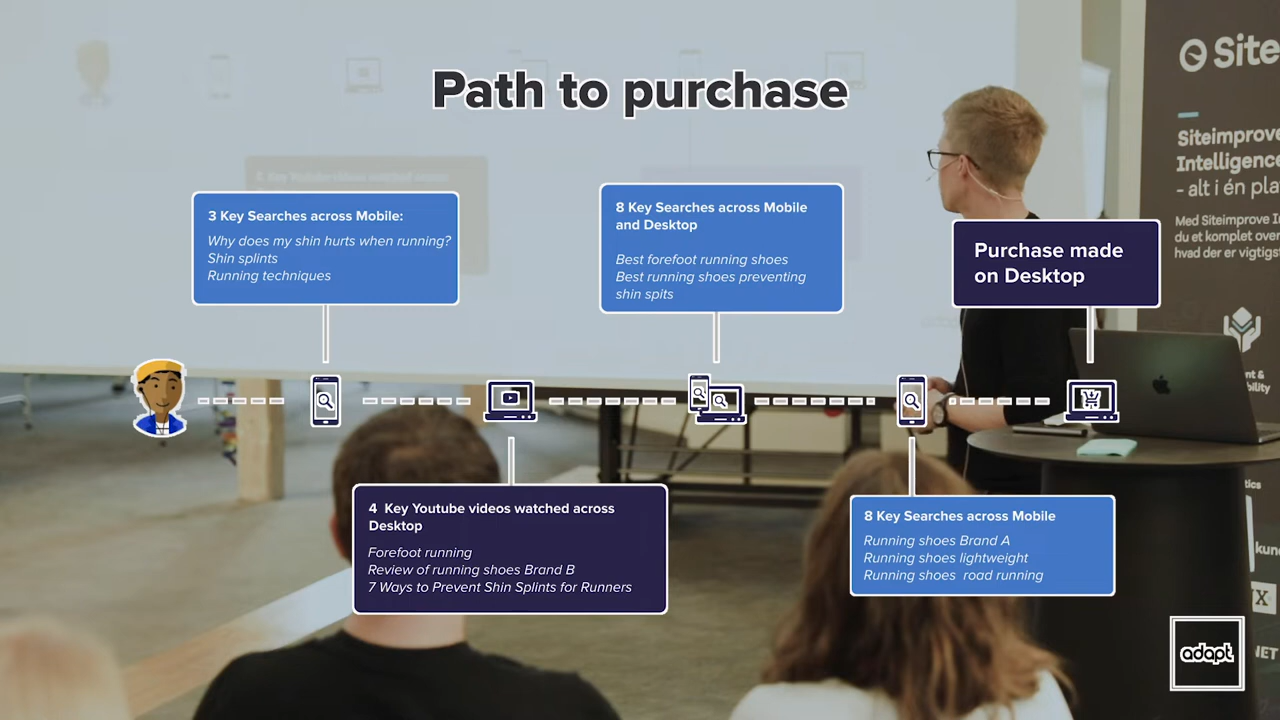 Path to purchase
3 Key Searches across Mobile:
Why does my shin hurts when running?
Shin splints
Running techniques
8 Key Searches across Mobile
and Desktop
Best forefoot running shoes
Best running shoes preventing
shin spits
Purchase made
on Desktop
4 Key Youtube videos watched across
Desktop
Forefoot running
Review of running shoes Brand B
7 Ways to Prevent Shin Splints for Runners
8 Key Searches across Mobile
Running shoes Brand A
Running shoes lightweight
Running shoes road running
Site
Siteimprove
Intelligence
- alt i én pla
Med Siteimprove
du et komplet over
hvad der er vigtigs
adapt